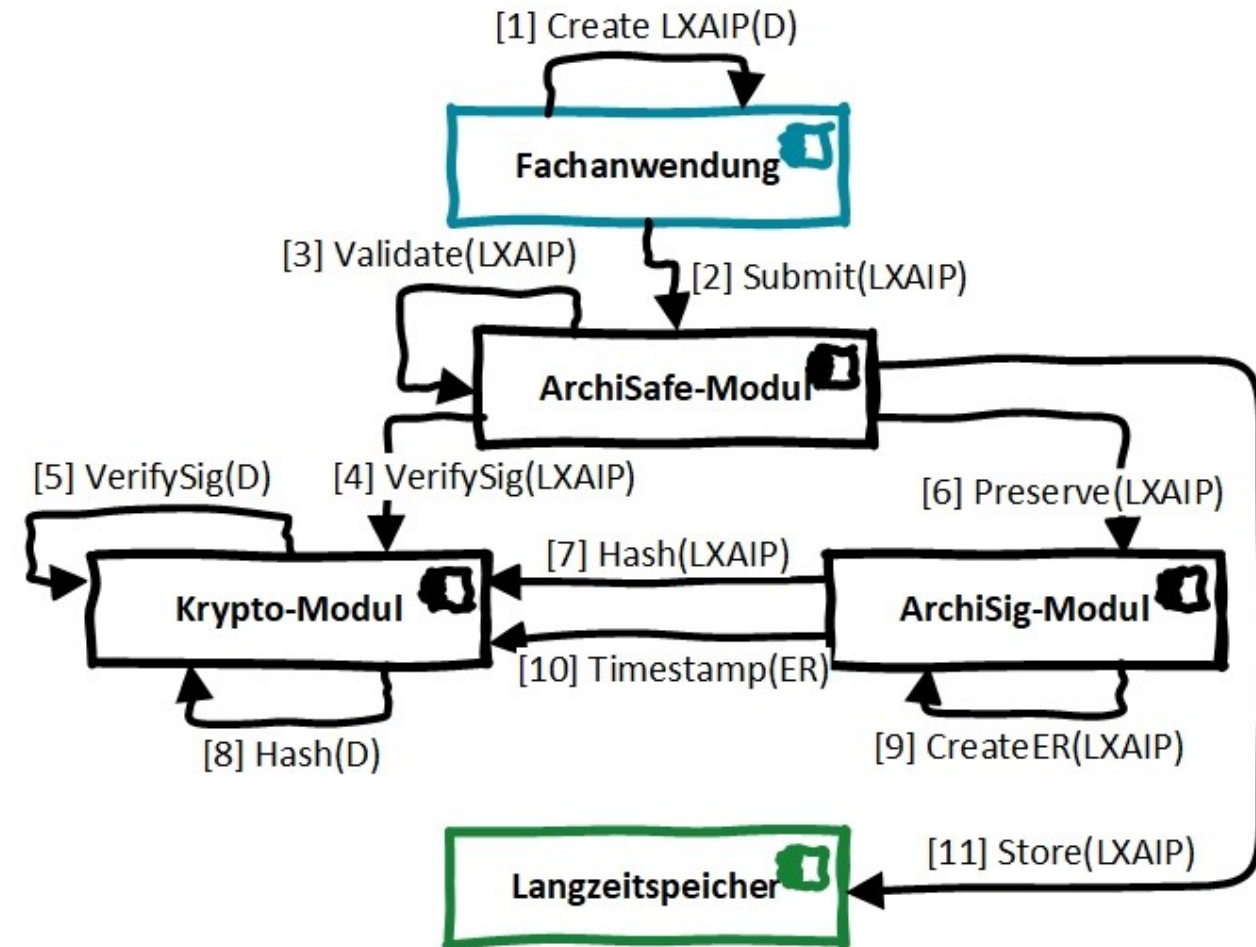 [1] Create LXAIP(D)
Fachanwendung
[3] Validate(LXAIP)
[2] Submit(LXAIP)
ArchiSafe-Modul
[5] VerifySig(D)
[4] VerifySig(LXAIP)
[6] Preserve(LXAIP)
[7] Hash(LXAIP)
Krypto-Modul
ArchiSig-Modul
[10] Timestamp(ER)
[8] Hash(D)
[9] CreateER(LXAIP)
[11] Store(LXAIP)
Langzeitspeicher